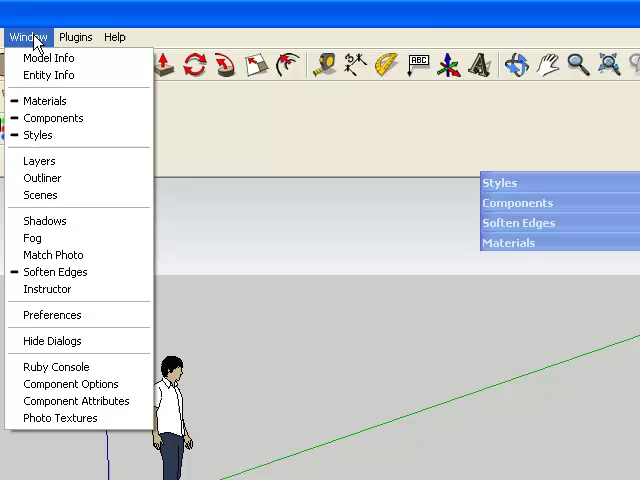 Window Plugins Help
Model Info
Entity Info
Materials
Components
Styles
Layers
Outliner
Scenes
Shadows
Fog
Match Photo
Soften Edges
Instructor
Preferences
Hide Dialogs
Ruby Console
Component Options
Component Attributes
Photo Textures
ABC
Styles
Components
Soften Edges
Materials